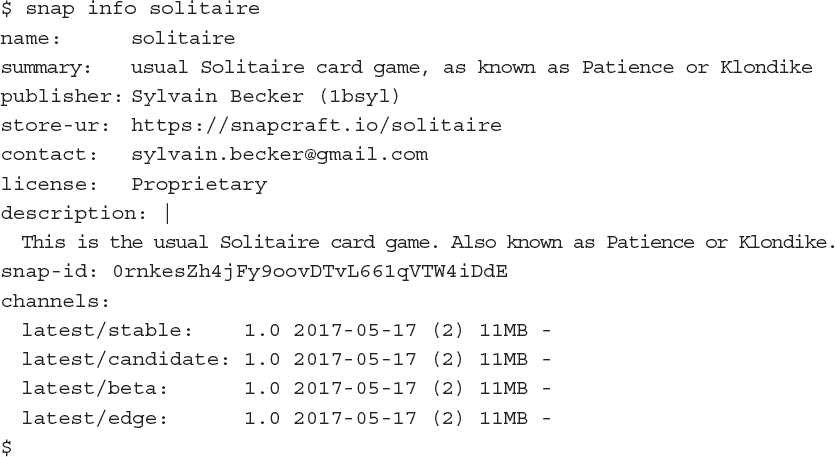 $ snap info solitaire
name:      solitaire
summary:   usual Solitaire card game, as known as Patience or Klondike
publisher: Sylvain Becker (1bsyl)
store-ur:  https://snapcraft.io/solitaire
contact:   sylvain.becker@gmail.com
license:   Proprietary
description: |
  This is the usual Solitaire card game. Also known as Patience or Klondike.
snap-id: 0rnkesZh4jFy9oovDTvL661qVTW4iDdE
channels:
  latest/stable:    1.0 2017-05-17 (2) 11MB -
  latest/candidate: 1.0 2017-05-17 (2) 11MB -
  latest/beta:      1.0 2017-05-17 (2) 11MB -
  latest/edge:      1.0 2017-05-17 (2) 11MB -
$